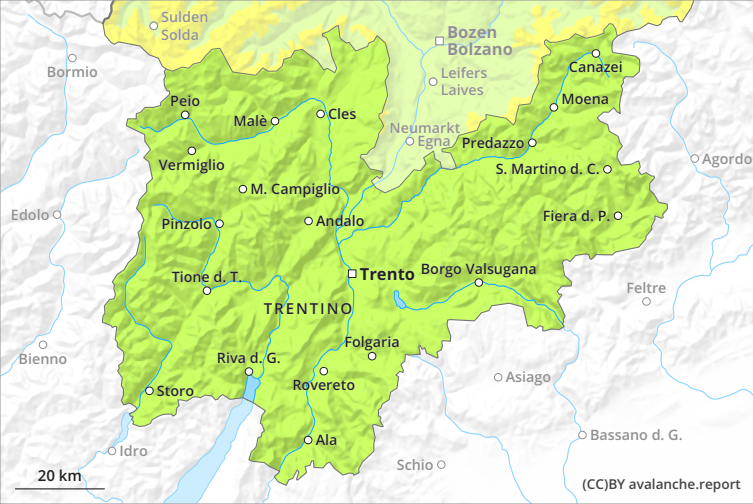 Sulden
Solda
Bozen
Bolzano
Bormio
Leifers
Laives
Canazei
Peio
Moena
Malè
Cles
Neumarkt
Egna
Predazzo
Vermiglio
Agordo
S. Martino d. C.
M. Campiglio
Edolo
Pinzolo
Andalo
Fiera d. P.
Tione d. T.
Trento
Borgo Valsugana
Feltre
TRENTINO
Folgaria
Bienno
Riva d. G.
Rovereto
Asiago
Storo
Ala
Bassano d. G.
Idro
Schio
20 km
(CC)BY avalanche.report